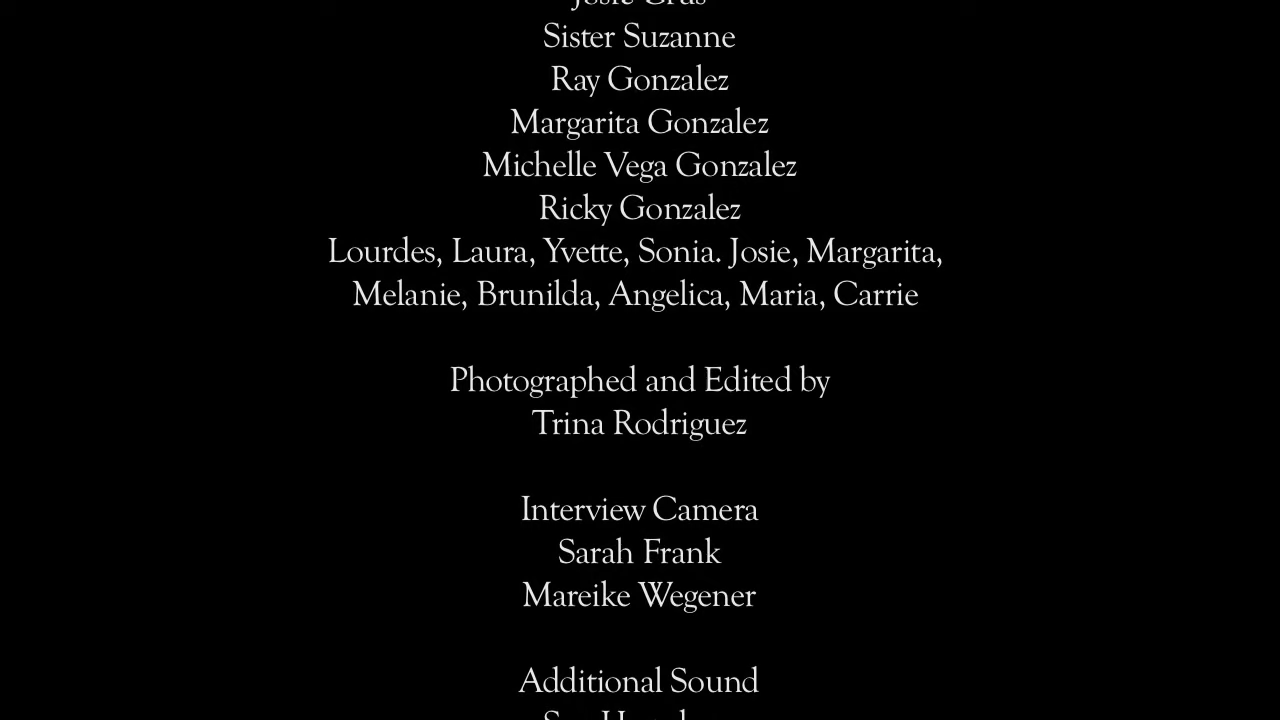 Sister Suzanne
Ray Gonzalez
Margarita Gonzalez
Michelle Vega Gonzalez
Ricky Gonzalez
Lourdes, Laura, Yvette, Sonia. Josie, Margarita,
Melanie, Brunilda, Angelica, Maria, Carrie
Photographed and Edited by
Trina Rodriguez
Interview Camera
Sarah Frank
Mareike Wegener
Additional Sound